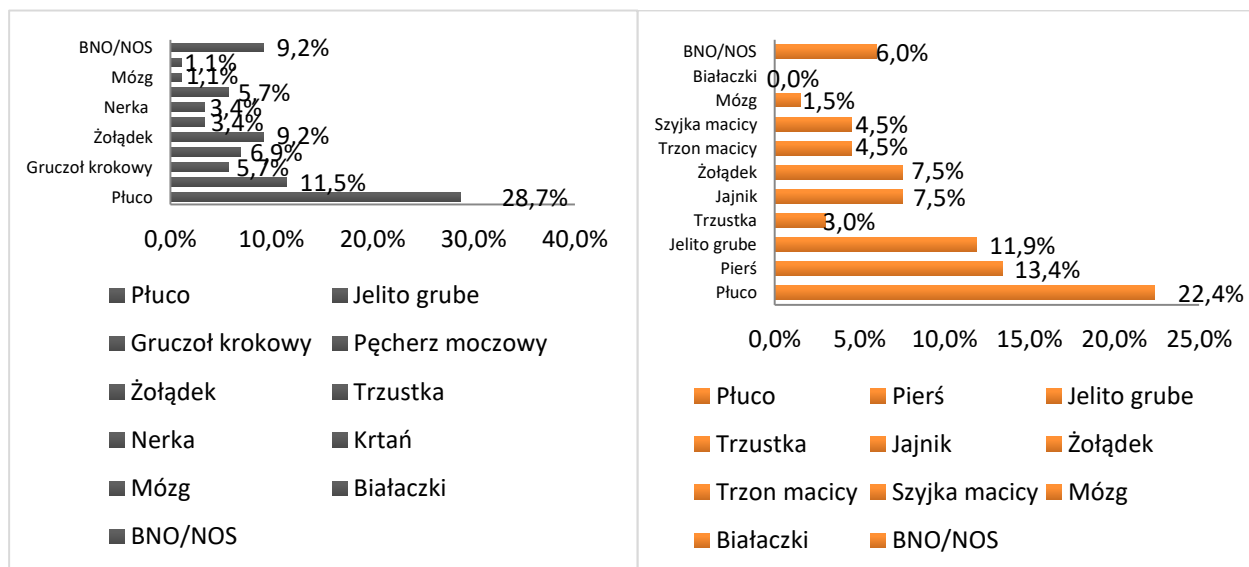 BNO/NOS 9,2%
1,1%
Mózg 1,1%
5,7%
Nerka 3,4%
3,4%
Żołądek 9,2%
6,9%
Gruczoł krokowy 5,7%
11,5%
Płuco 28,7%
0,0% 10,0% 20,0% 30,0% 40,0%
Płuco Jelito grube
Gruczoł krokowy Pęcherz moczowy
Żołądek Trzustka
Nerka Krtań
Mózg Białaczki
BNO/NOS
BNO/NOS 6,0%
Białaczki 0,0%
Mózg 1,5%
Szyjka macicy 4,5%
Trzon macicy 4,5%
Żołądek 7,5%
Jajnik 7,5%
Trzustka 3,0%
Jelito grube 11,9%
Pierś 13,4%
Płuco 22,4%
0,0% 5,0% 10,0% 15,0% 20,0% 25,0%
Płuco Pierś Jelito grube
Trzustka Jajnik Żołądek
Trzon macicy Szyjka macicy Mózg
Białaczki BNO/NOS